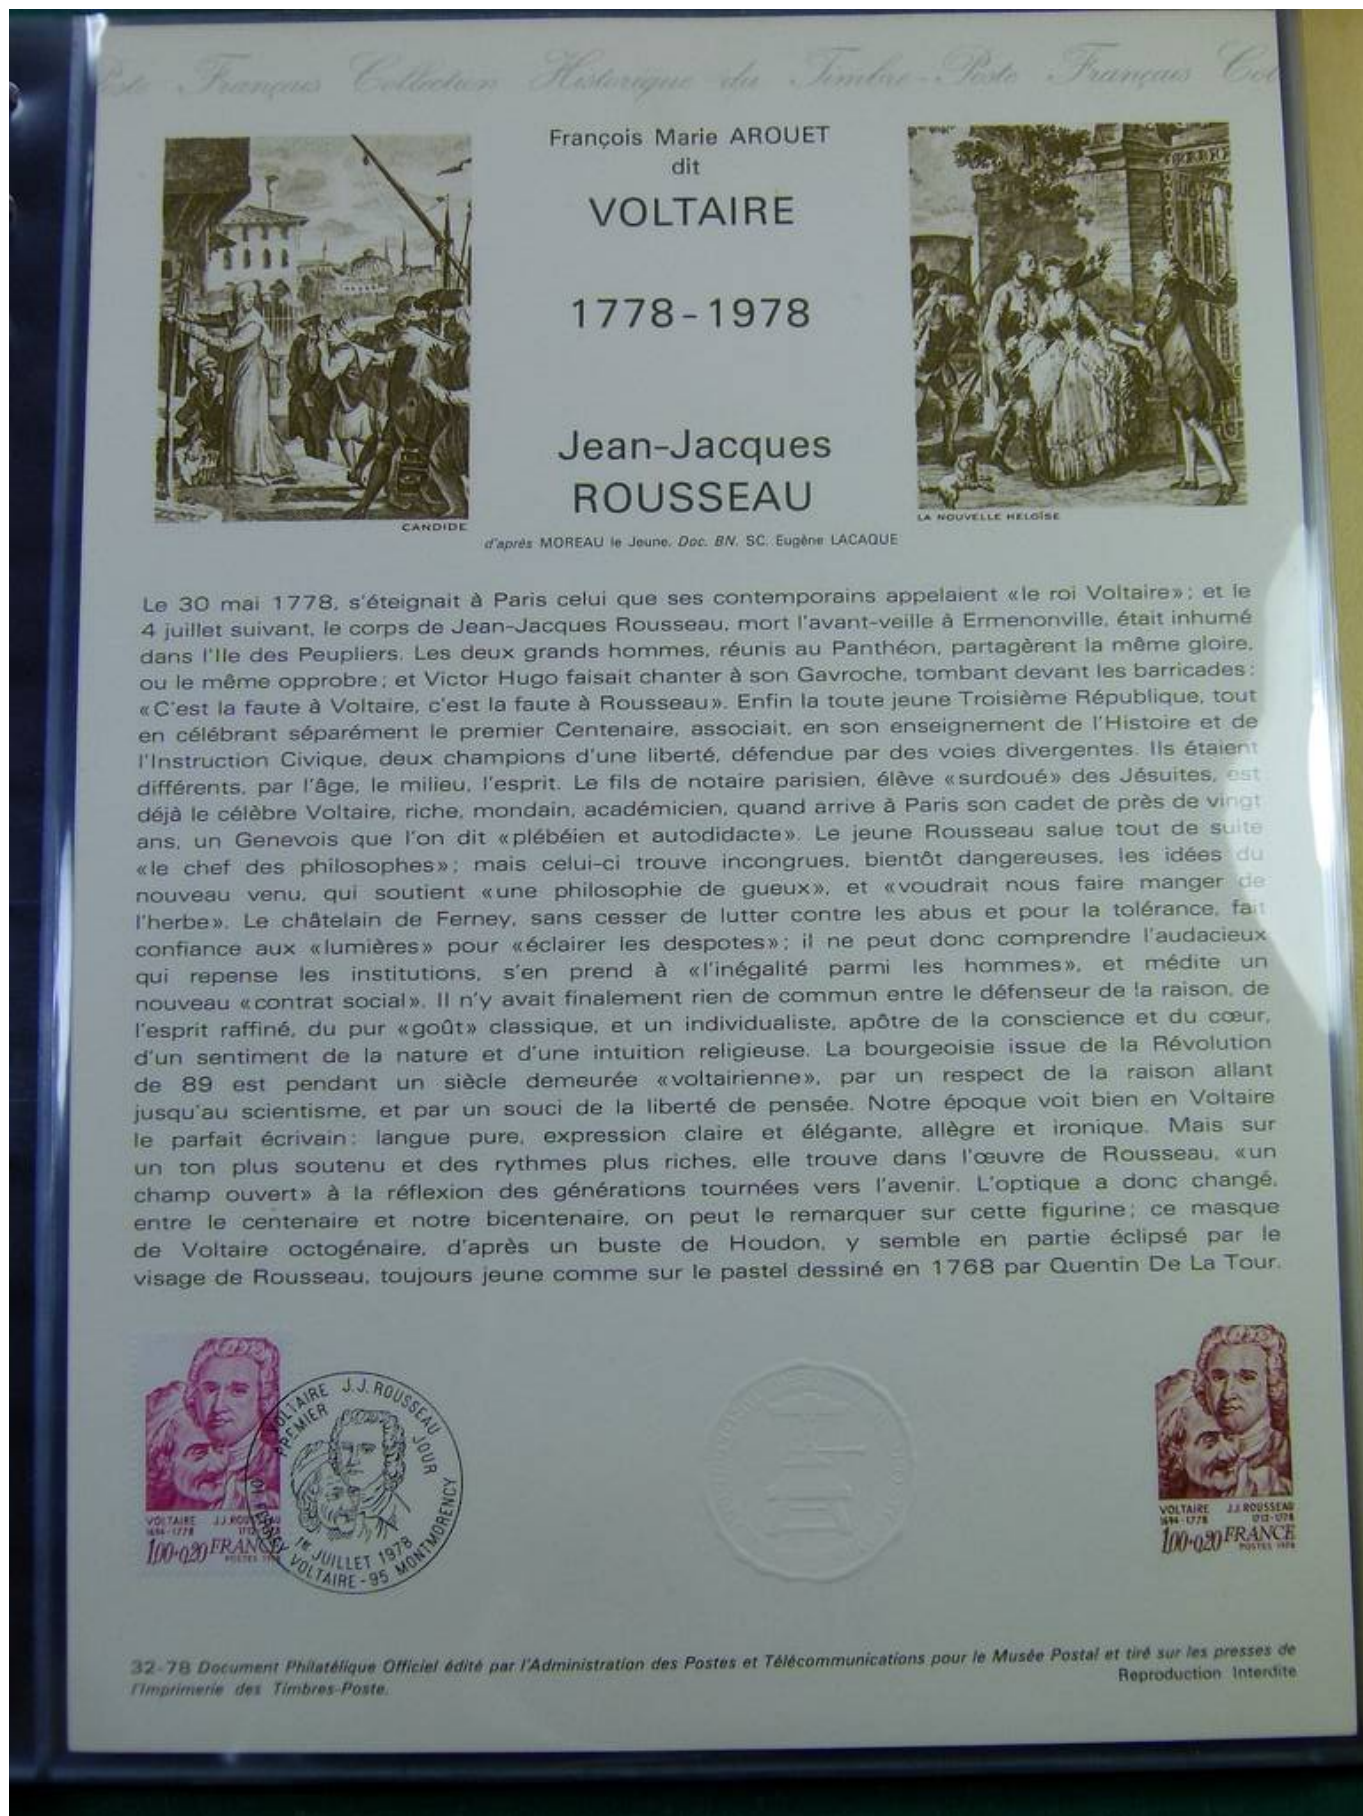 Poste Français Collection Historique du Timbre-Poste Français Col
François Marie AROUET
dit
VOLTAIRE
1778-1978
Jean-Jacques
ROUSSEAU
CANDIDE
LA NOUVELLE HELOÏSE
d'après MOREAU le Jeune. Doc. BN. SC. Eugène LACAQUE
Le 30 mai 1778, s'éteignait à Paris celui que ses contemporains appelaient «le roi Voltaire»; et le
4 juillet suivant, le corps de Jean-Jacques Rousseau, mort l'avant-veille à Ermenonville, était inhumé
dans l'Ile des Peupliers. Les deux grands hommes, réunis au Panthéon, partagèrent la même gloire,
ou le même opprobre; et Victor Hugo faisait chanter à son Gavroche, tombant devant les barricades:
«C'est la faute à Voltaire, c'est la faute à Rousseau». Enfin la toute jeune Troisième République, tout
en célébrant séparément le premier Centenaire, associait, en son enseignement de l'Histoire et de
l'Instruction Civique, deux champions d'une liberté, défendue par des voies divergentes. Ils étaient
différents, par l'âge, le milieu, l'esprit. Le fils de notaire parisien, élève «surdoué» des Jésuites, est
déjà le célèbre Voltaire, riche, mondain, académicien, quand arrive à Paris son cadet de près de vingt
ans, un Genevois que l'on dit «plébéien et autodidacte». Le jeune Rousseau salue tout de suite
«le chef des philosophes»; mais celui-ci trouve incongrues, bientôt dangereuses, les idées du
nouveau venu, qui soutient «une philosophie de gueux», et «voudrait nous faire manger de
l'herbe». Le châtelain de Ferney, sans cesser de lutter contre les abus et pour la tolérance, fait
confiance aux «lumières» pour «éclairer les despotes»; il ne peut donc comprendre l'audacieux
qui repense les institutions, s'en prend à «l'inégalité parmi les hommes», et médite un
nouveau «contrat social». Il n'y avait finalement rien de commun entre le défenseur de la raison, de
l'esprit raffiné, du pur «goût» classique, et un individualiste, apôtre de la conscience et du cœur,
d'un sentiment de la nature et d'une intuition religieuse. La bourgeoisie issue de la Révolution
de 89 est pendant un siècle demeurée «voltairienne», par un respect de la raison allant
jusqu'au scientisme, et par un souci de la liberté de pensée. Notre époque voit bien en Voltaire
le parfait écrivain: langue pure, expression claire et élégante, allègre et ironique. Mais sur
un ton plus soutenu et des rythmes plus riches, elle trouve dans l'œuvre de Rousseau, «un
champ ouvert» à la réflexion des générations tournées vers l'avenir. L'optique a donc changé,
entre le centenaire et notre bicentenaire, on peut le remarquer sur cette figurine; ce masque
de Voltaire octogénaire, d'après un buste de Houdon, y semble en partie éclipsé par le
visage de Rousseau, toujours jeune comme sur le pastel dessiné en 1768 par Quentin De La Tour.
VOLTAIRE J.J. ROUSSEAU
1694-1778 1712
1,00+0,20 FRANCE
POSTES 1978
VOLTAIRE J.J. ROUSSEAU
PREMIER JOUR
1er JUILLET 1978
01 FERNEY VOLTAIRE - 95 MONTMORENCY
VOLTAIRE J.J. ROUSSEAU
1694-1778 1712-1778
1,00+0,20 FRANCE
POSTES 1978
32-78 Document Philatélique Officiel édité par l'Administration des Postes et Télécommunications pour le Musée Postal et tiré sur les presses de
l'Imprimerie des Timbres-Poste.
Reproduction Interdite